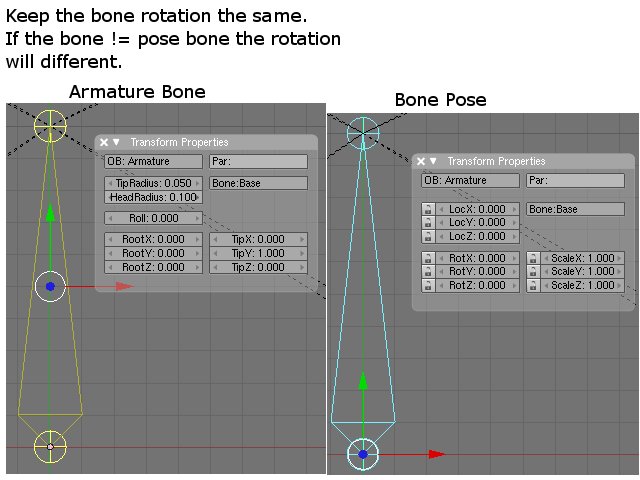 Keep the bone rotation the same.
If the bone != pose bone the rotation
will different.
Armature Bone
Transform Properties
OB: Armature
Par:
TipRadius: 0.050
Bone:Base
HeadRadius: 0.100
Roll: 0.000
RootX: 0.000
TipX: 0.000
RootY: 0.000
TipY: 1.000
RootZ: 0.000
TipZ: 0.000
Bone Pose
Transform Properties
OB: Armature
Par:
LocX: 0.000
Bone:Base
LocY: 0.000
LocZ: 0.000
RotX: 0.000
ScaleX: 1.000
RotY: 0.000
ScaleY: 1.000
RotZ: 0.000
ScaleZ: 1.000